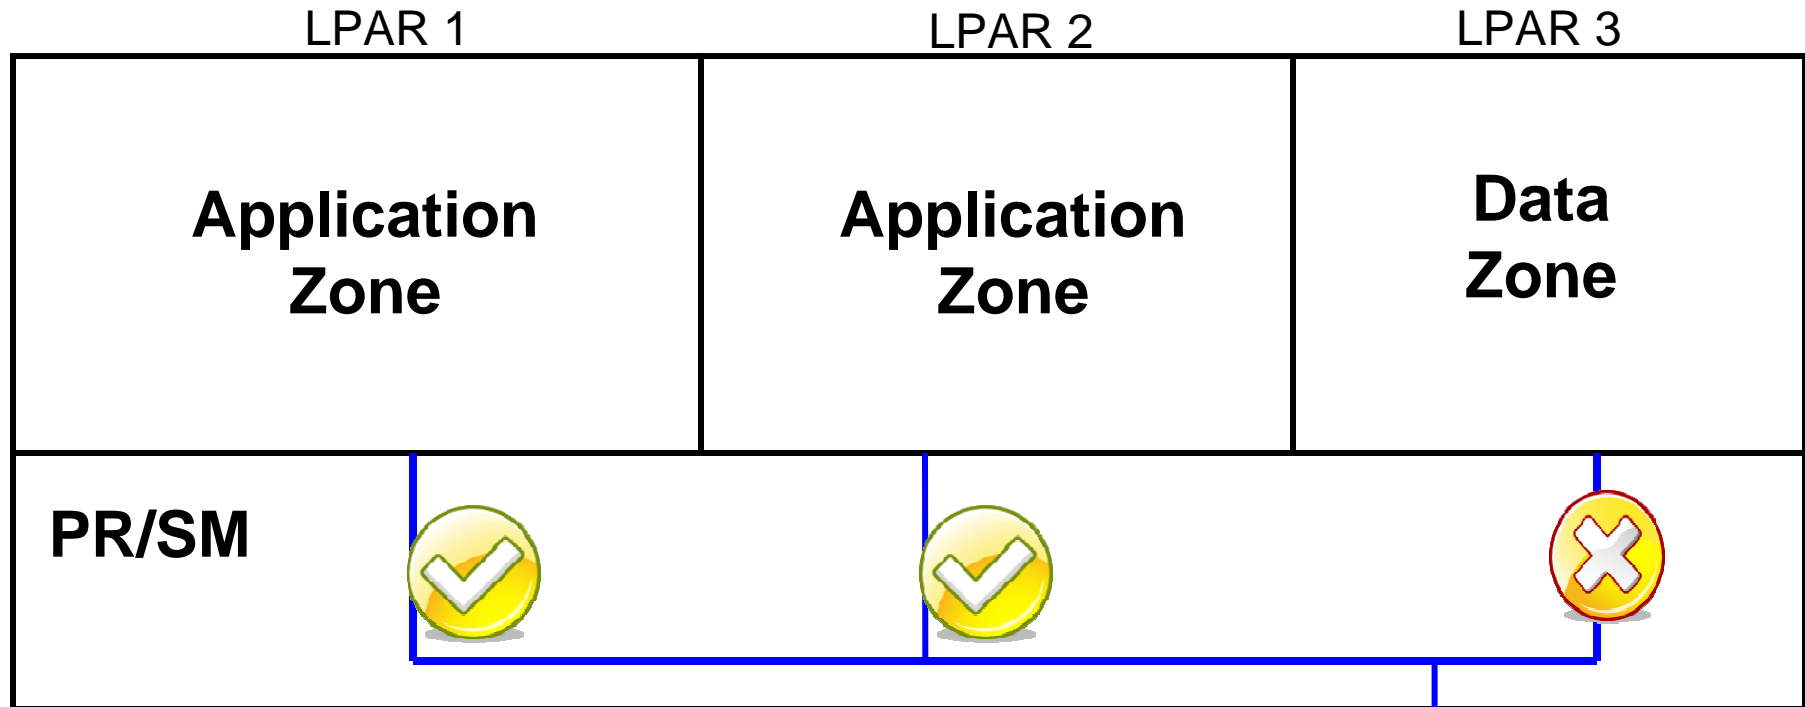 LPAR 1
LPAR 2
LPAR 3
Application
Zone
Application
Zone
Data
Zone
PR/SM